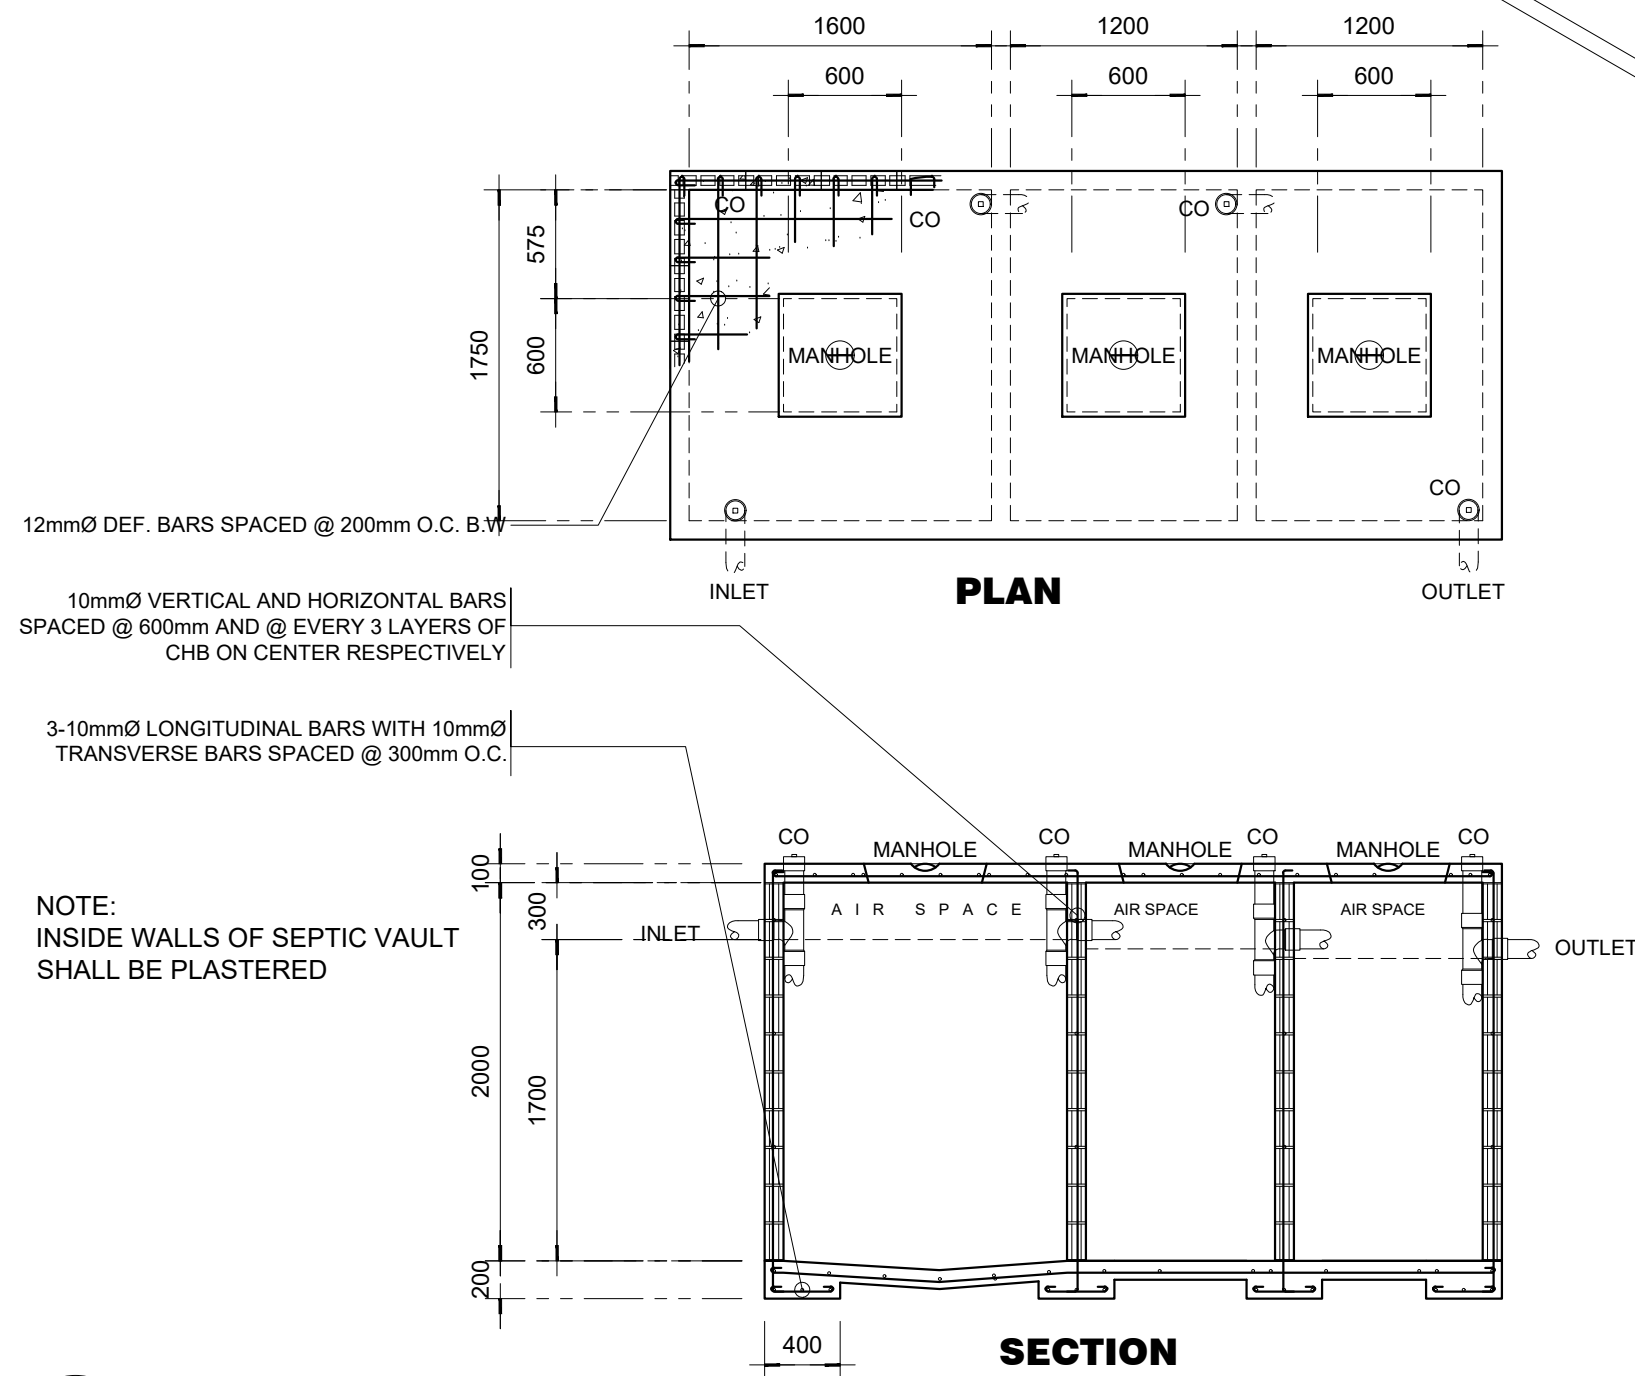 1600
1200
1200
600
600
600
CO
CO
CO
575
1750
600
MANHOLE
MANHOLE
MANHOLE
CO
12mmØ DEF. BARS SPACED @ 200mm O.C. B.W
INLET
PLAN
OUTLET
10mmØ VERTICAL AND HORIZONTAL BARS
SPACED @ 600mm AND @ EVERY 3 LAYERS OF
CHB ON CENTER RESPECTIVELY
3-10mmØ LONGITUDINAL BARS WITH 10mmØ
TRANSVERSE BARS SPACED @ 300mm O.C.
CO
MANHOLE
CO
MANHOLE
CO
MANHOLE
CO
100
300
AIR SPACE
AIR SPACE
AIR SPACE
INLET
OUTLET
NOTE:
INSIDE WALLS OF SEPTIC VAULT
SHALL BE PLASTERED
2000
1700
200
400
SECTION